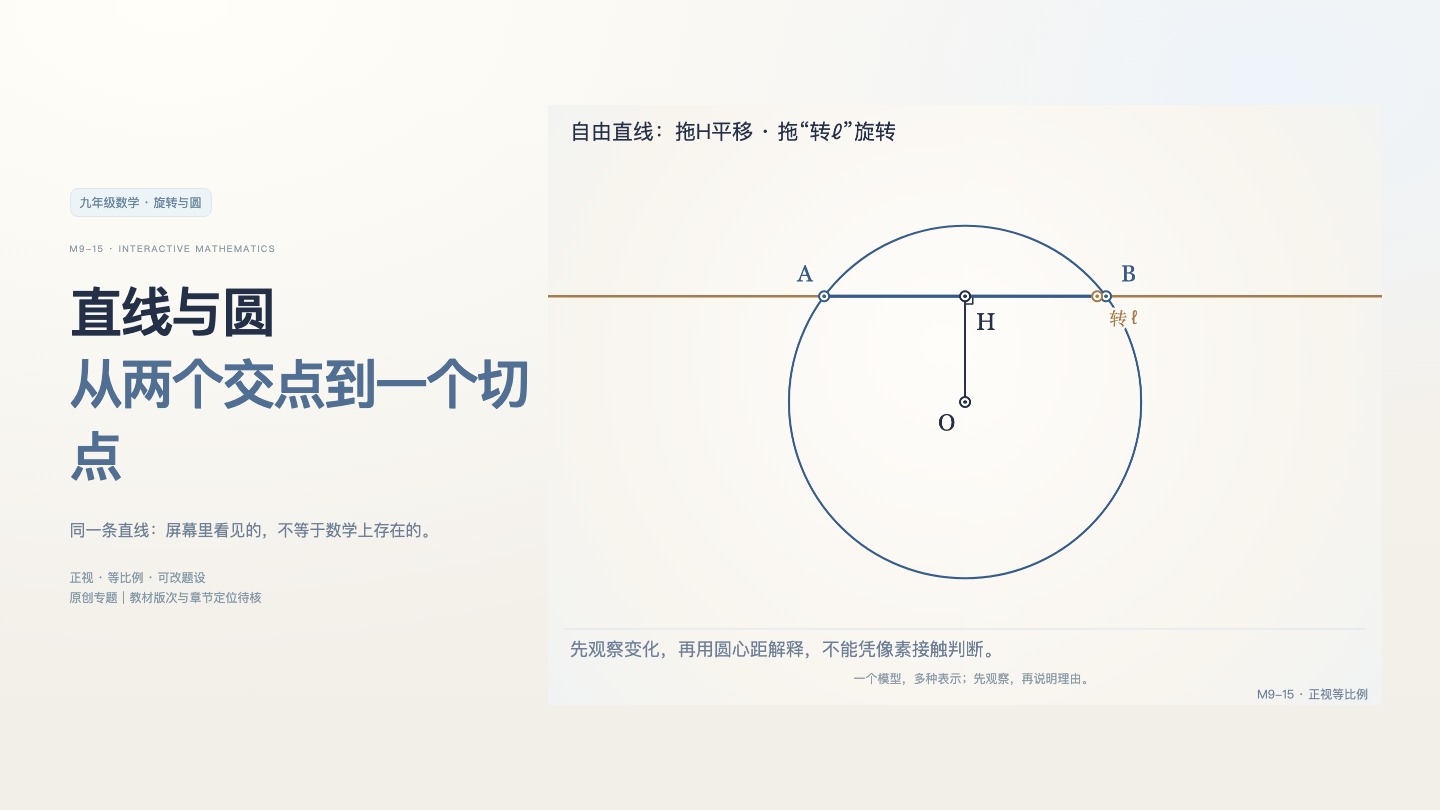 九年级数学 · 旋转与圆
M9–15 · INTERACTIVE MATHEMATICS
直线与圆
从两个交点到一个切
点
同一条直线：屏幕里看见的，不等于数学上存在的。
正视 · 等比例 · 可改题设
原创专题｜教材版次与章节定位待核
自由直线：拖H平移 · 拖“转ℓ”旋转
A
B
H
转 ℓ
O
先观察变化，再用圆心距解释，不能凭像素接触判断。
一个模型，多种表示；先观察，再说明理由。
M9–15 · 正视等比例